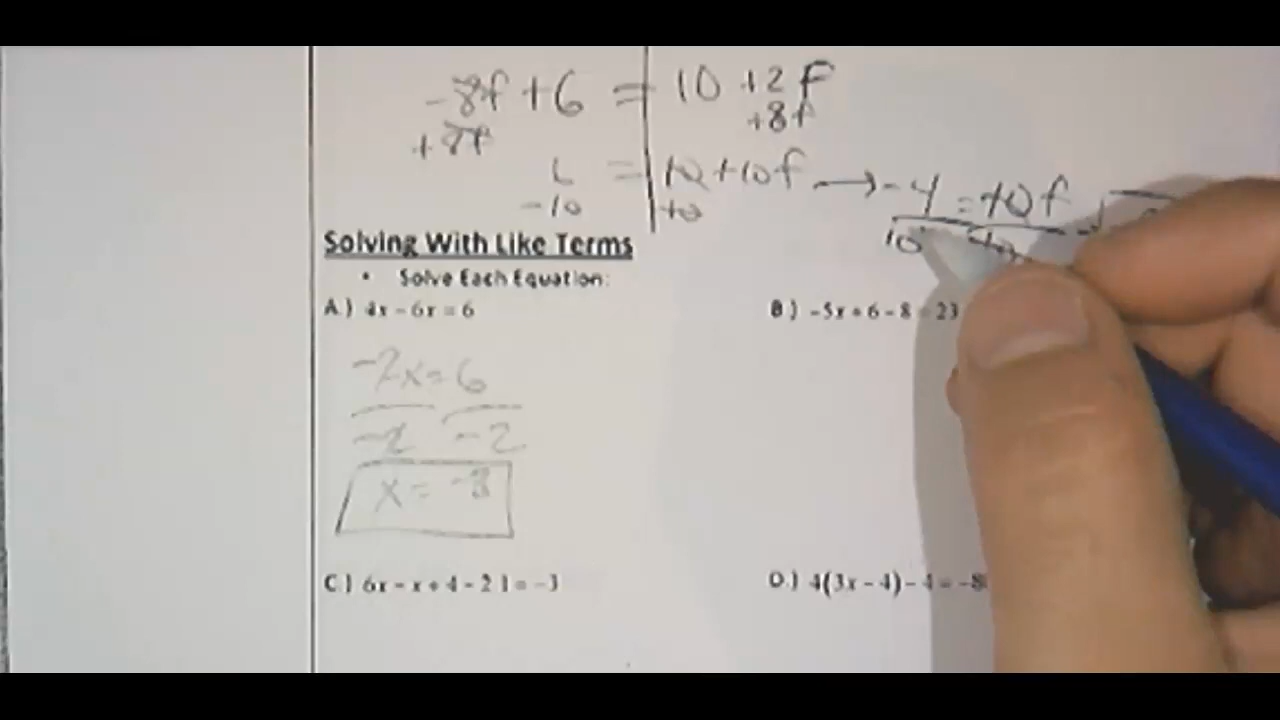 -8f + 6 = 10 + 2f
+8f +8f
6 = 10 + 10f → -4 = 10f
-10 -10 10 10
Solving With Like Terms
• Solve Each Equation:
A.) 4x - 6x = 6
B.) -5x + 6 - 8 = 23
-2x = 6
-2 -2
x = -3
C.) 6x - x + 4 - 21 = -3
D.) 4(3x - 4) - 4 = -8